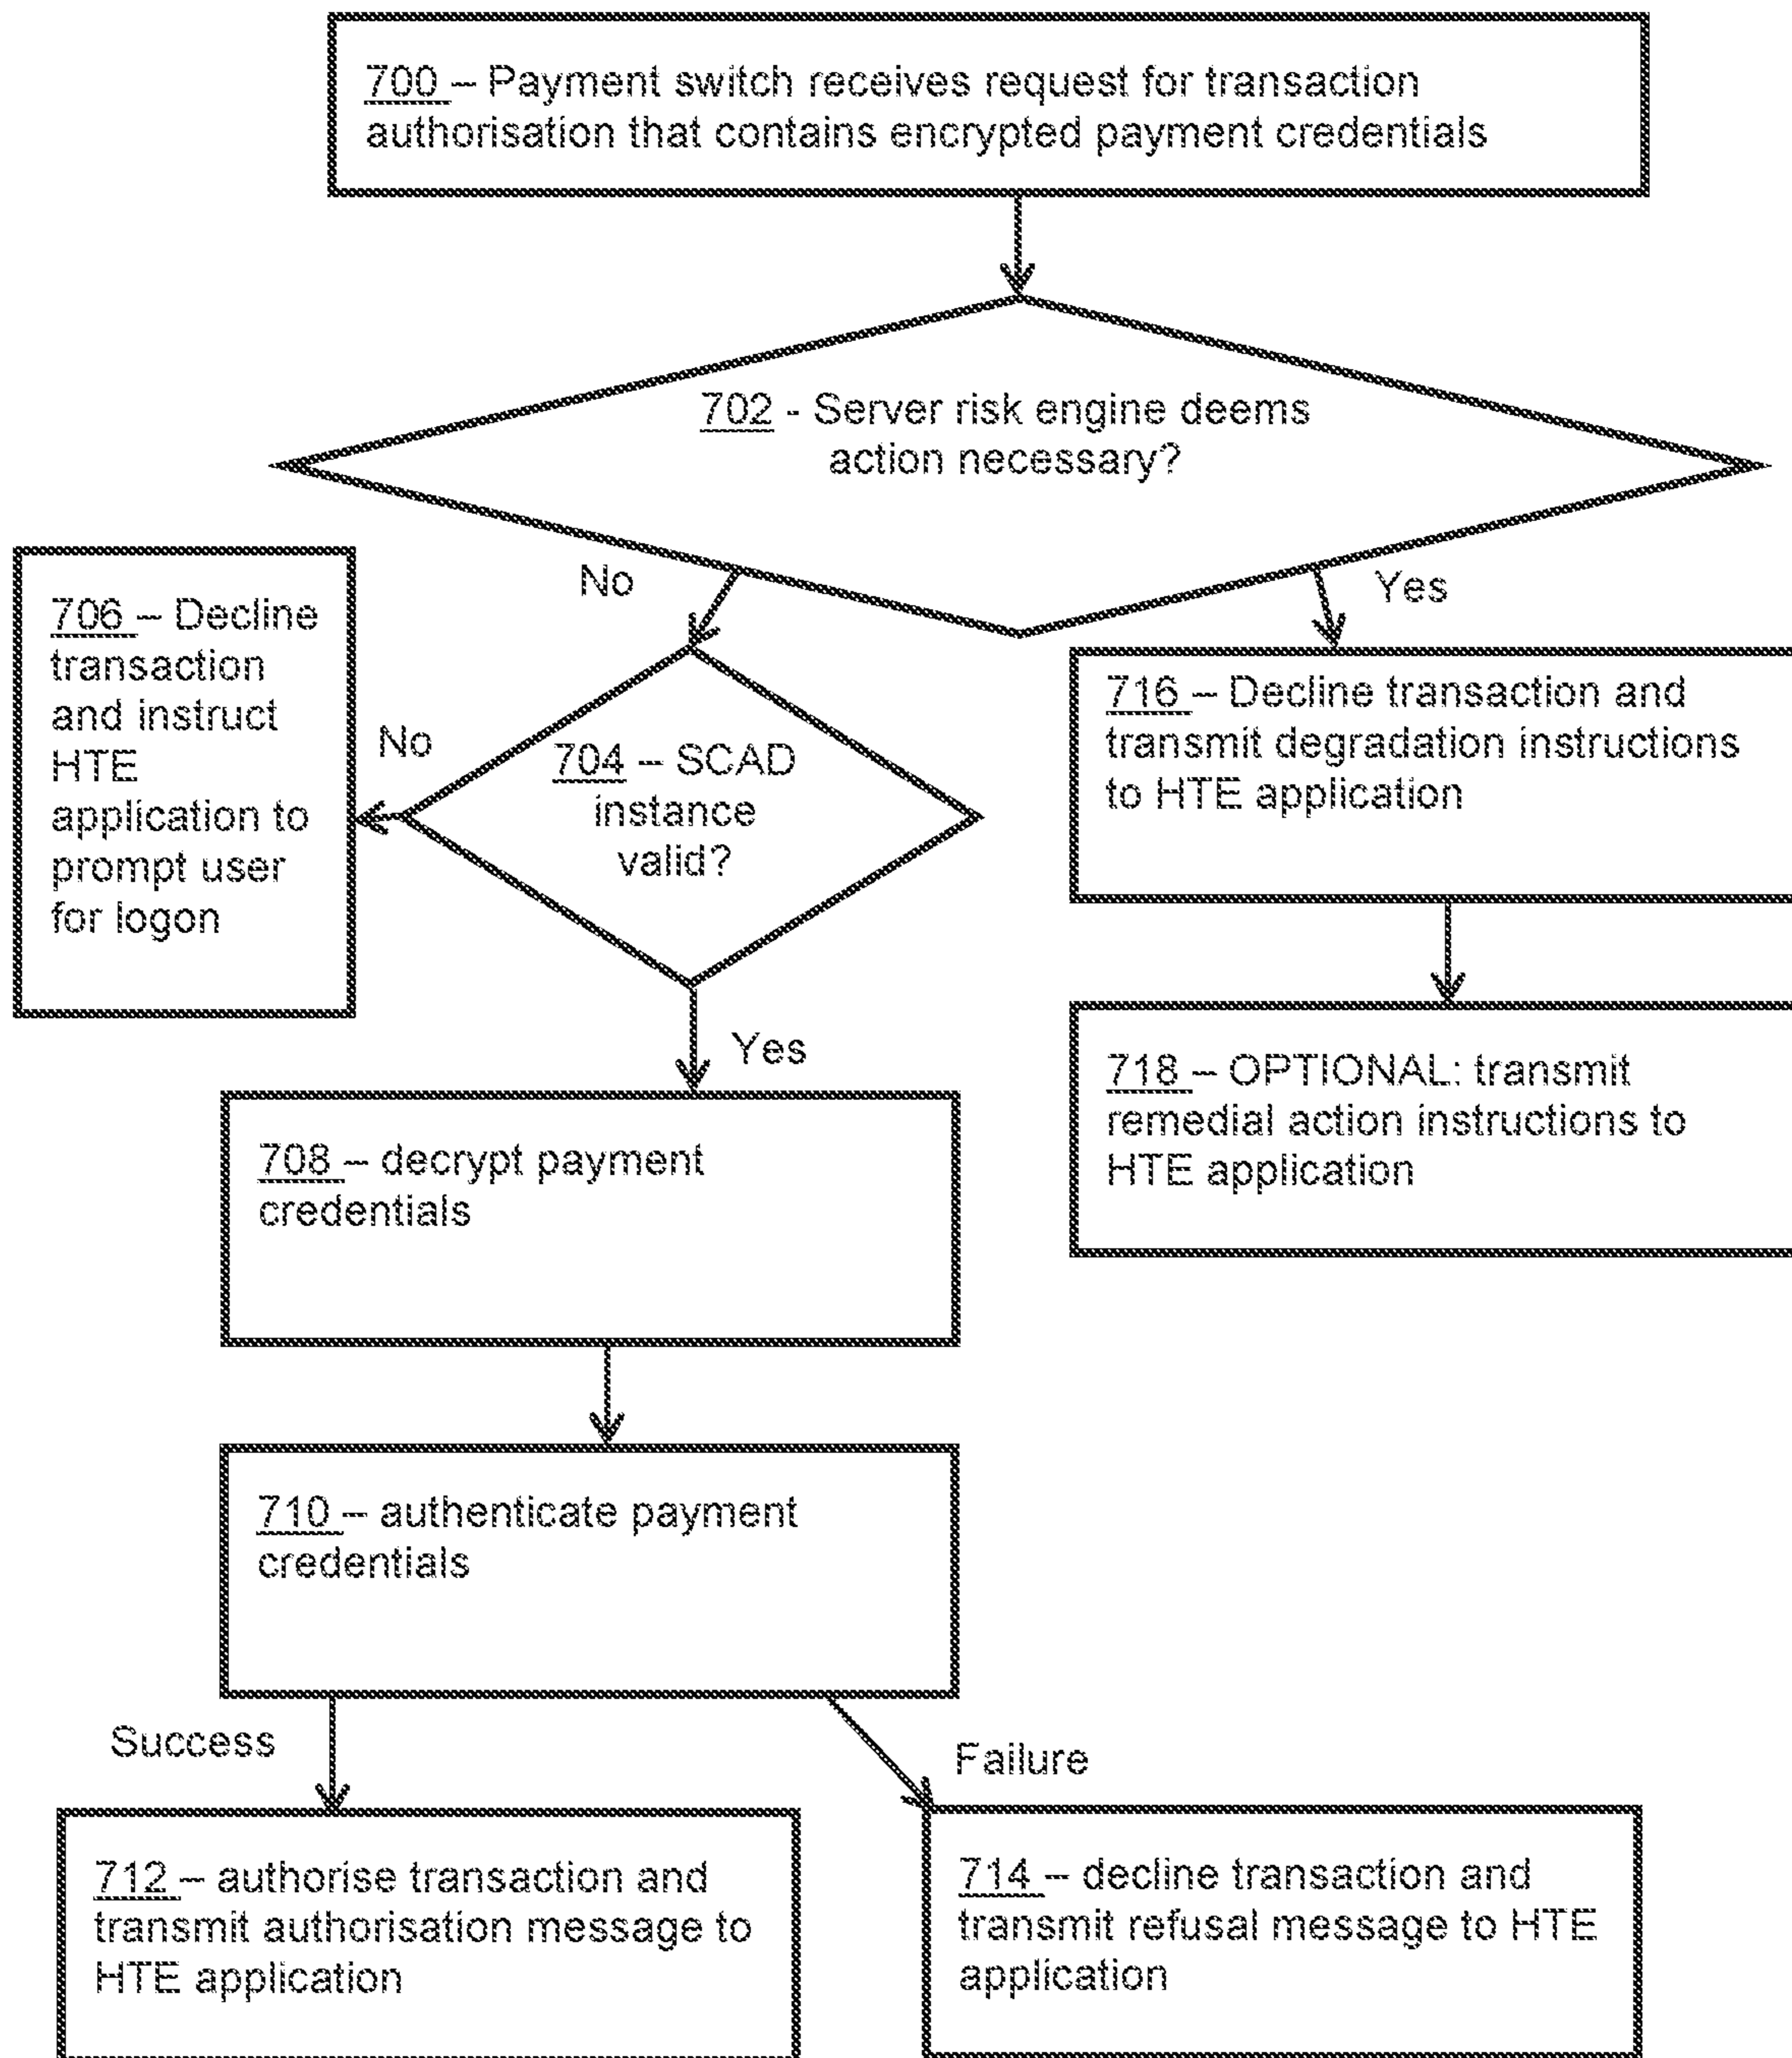 700 – Payment switch receives request for transaction
authorisation that contains encrypted payment credentials
702 - Server risk engine deems
action necessary?
No
Yes
706 – Decline
transaction
and instruct
HTE
application to
prompt user
for logon
No
704 – SCAD
instance
valid?
716 – Decline transaction and
transmit degradation instructions
to HTE application
Yes
718 – OPTIONAL: transmit
remedial action instructions to
HTE application
708 – decrypt payment
credentials
710 – authenticate payment
credentials
Success
Failure
712 – authorise transaction and
transmit authorisation message to
HTE application
714 – decline transaction and
transmit refusal message to HTE
application